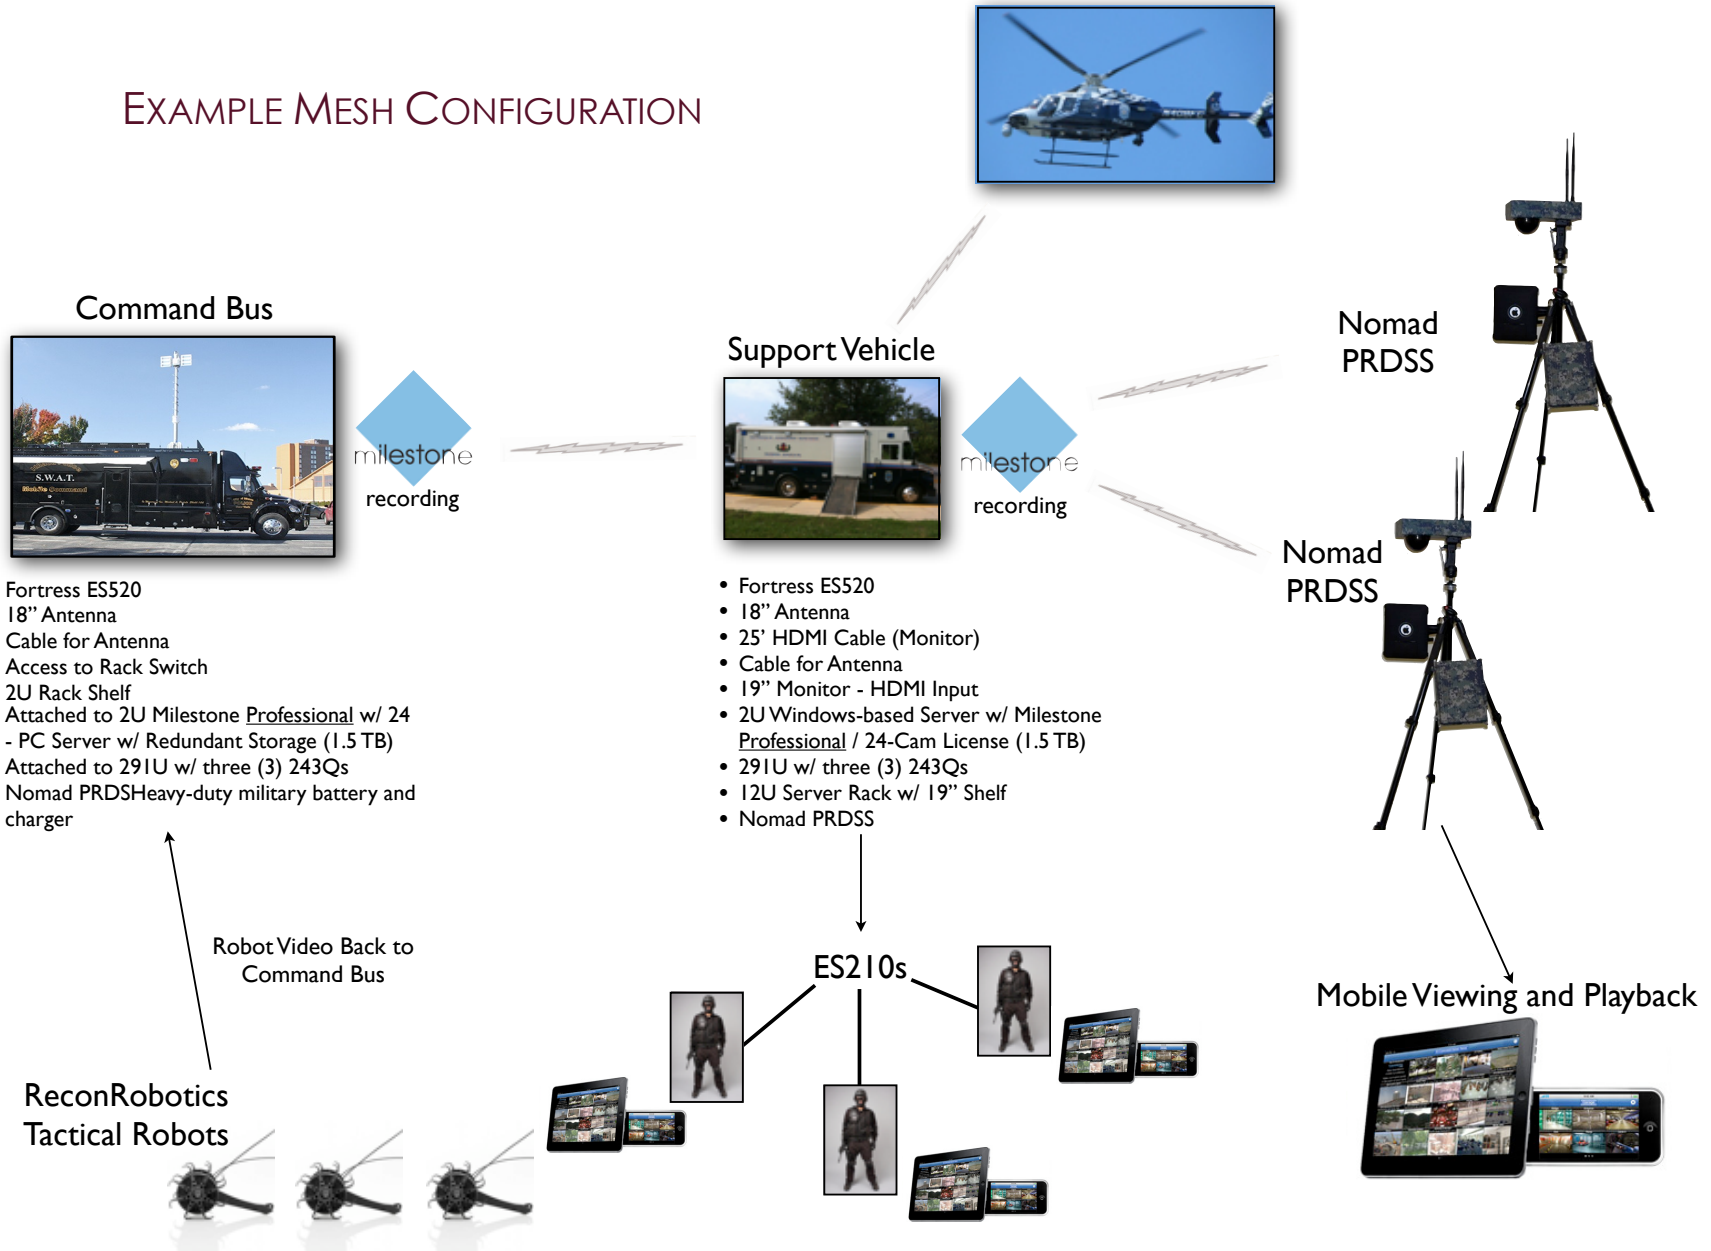 EXAMPLE MESH CONFIGURATION
Command Bus
S.W.A.T.
Mobile Command
milestone
recording
Support Vehicle
milestone
recording
Nomad
PRDSS
Nomad
PRDSS
Fortress ES520
18” Antenna
Cable for Antenna
Access to Rack Switch
2U Rack Shelf
Attached to 2U Milestone Professional w/ 24
- PC Server w/ Redundant Storage (1.5 TB)
Attached to 291U w/ three (3) 243Qs
Nomad PRDSHeavy-duty military battery and
charger
• Fortress ES520
• 18” Antenna
• 25’ HDMI Cable (Monitor)
• Cable for Antenna
• 19” Monitor - HDMI Input
• 2U Windows-based Server w/ Milestone
Professional / 24-Cam License (1.5 TB)
• 291U w/ three (3) 243Qs
• 12U Server Rack w/ 19” Shelf
• Nomad PRDSS
Robot Video Back to
Command Bus
ES210s
Mobile Viewing and Playback
ReconRobotics
Tactical Robots